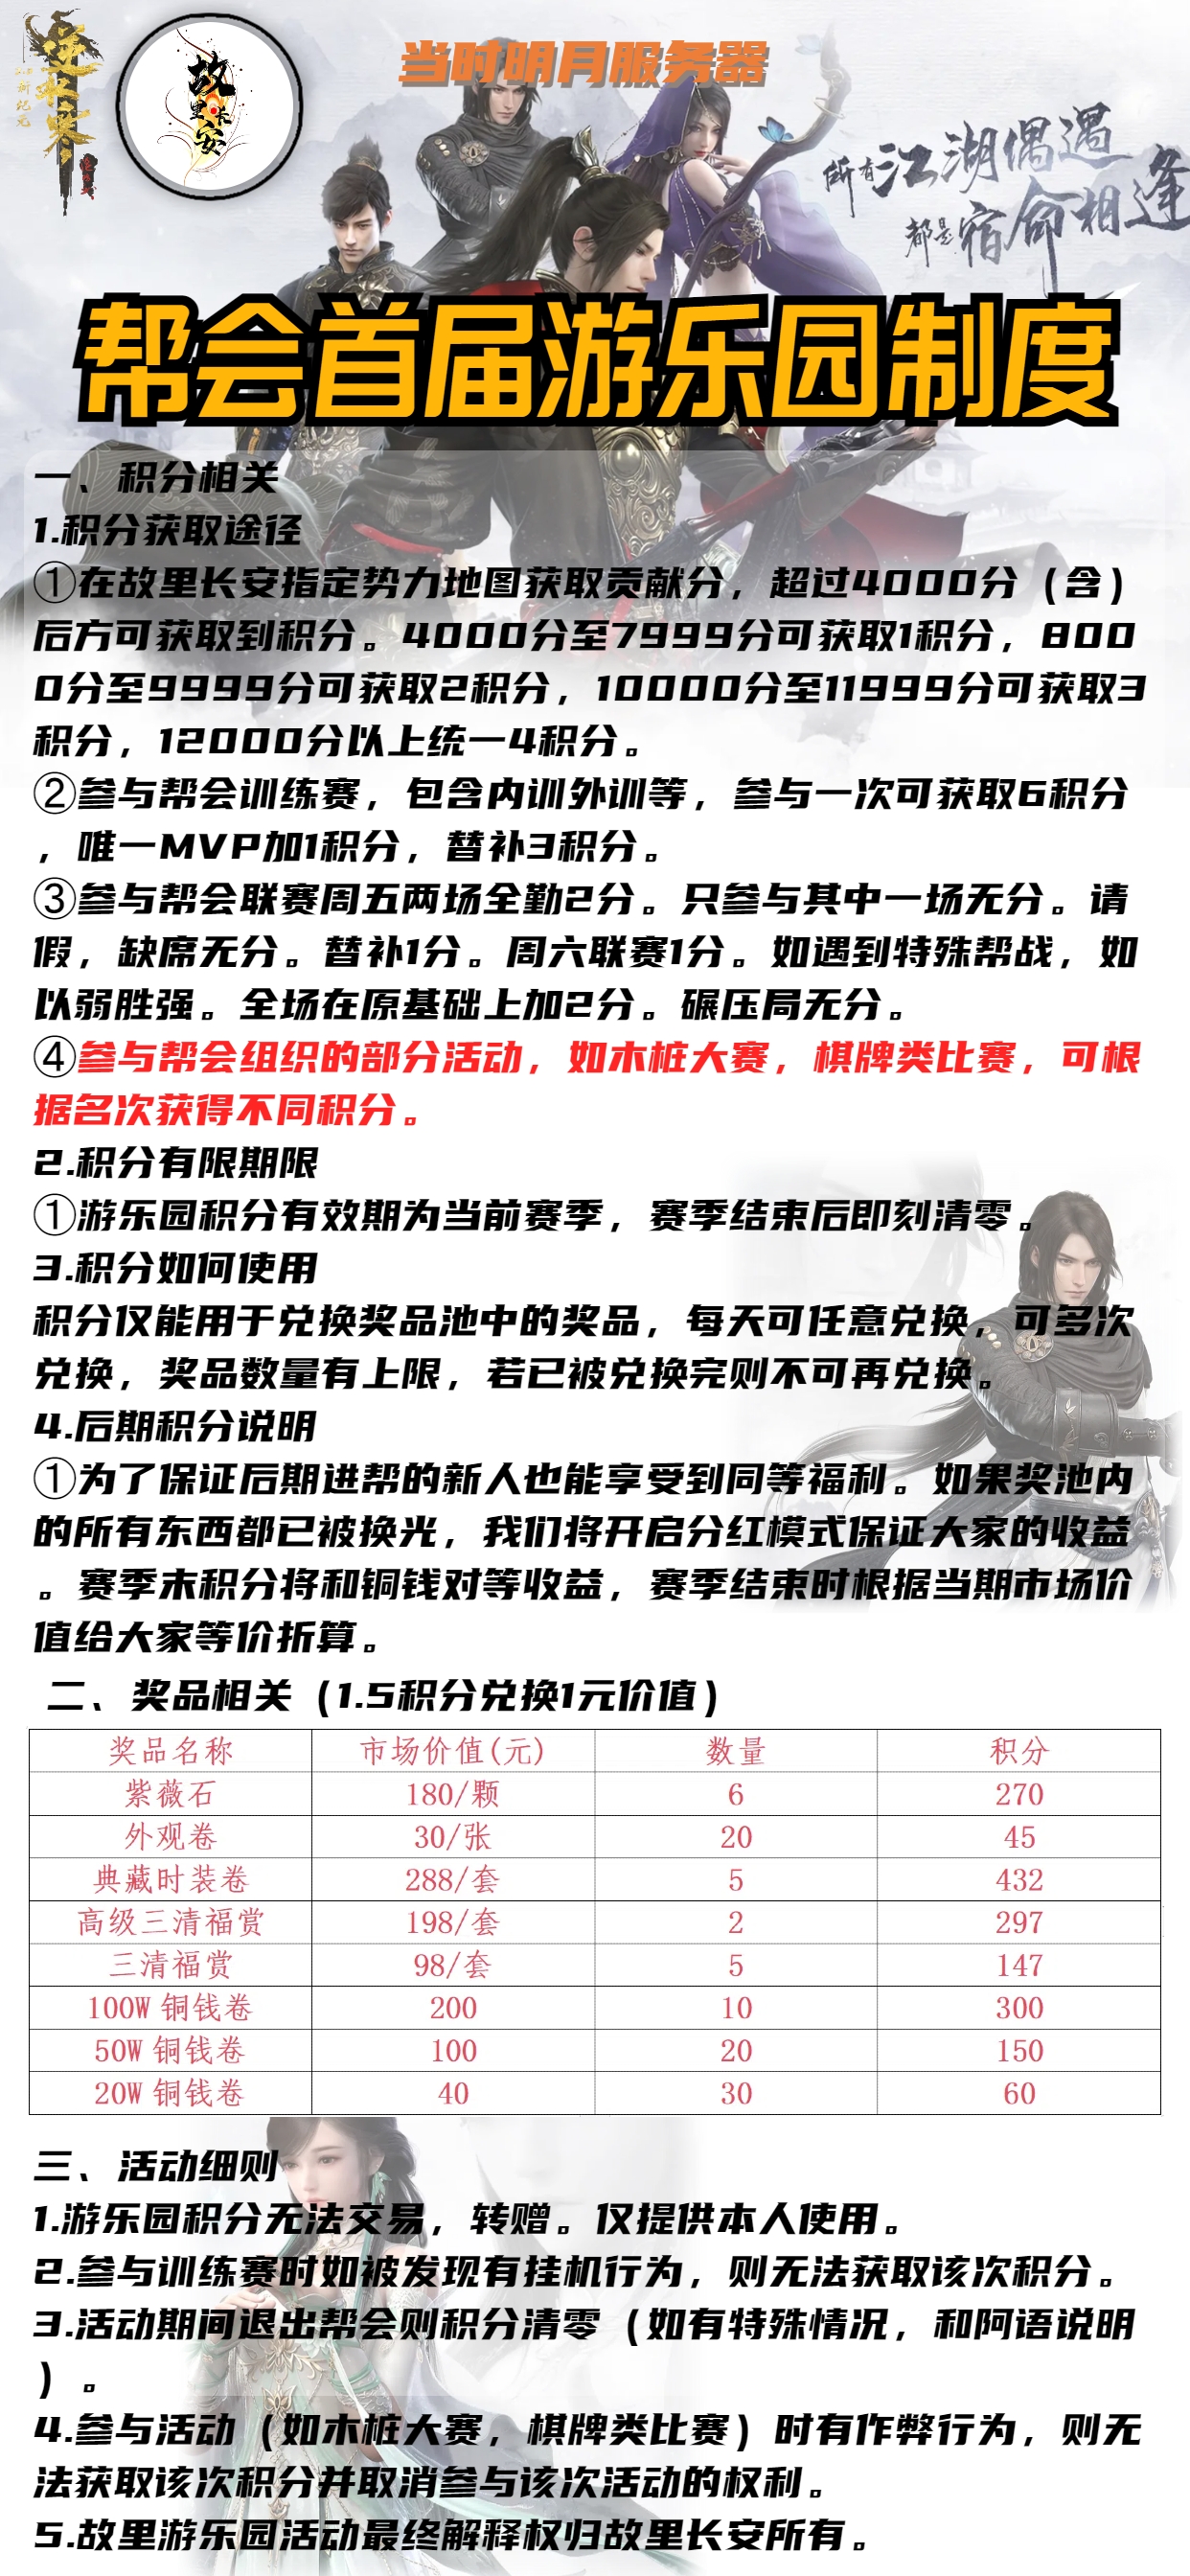 逆水寒
新纪元
故里长安
当时明月服务器
所有江湖偶遇
都是宿命相逢
帮会首届游乐园制度
一、积分相关
1.积分获取途径
①在故里长安指定势力地图获取贡献分，超过4000分（含）
后方可获取到积分。4000分至7999分可获取1积分，800
0分至9999分可获取2积分，10000分至11999分可获取3
积分，12000分以上统一4积分。
②参与帮会训练赛，包含内训外训等，参与一次可获取6积分
，唯一MVP加1积分，替补3积分。
③参与帮会联赛周五两场全勤2分。只参与其中一场无分。请
假，缺席无分。替补1分。周六联赛1分。如遇到特殊帮战，如
以弱胜强。全场在原基础上加2分。碾压局无分。
④参与帮会组织的部分活动，如木桩大赛，棋牌类比赛，可根
据名次获得不同积分。
2.积分有限期限
①游乐园积分有效期为当前赛季，赛季结束后即刻清零。
3.积分如何使用
积分仅能用于兑换奖品池中的奖品，每天可任意兑换，可多次
兑换，奖品数量有上限，若已被兑换完则不可再兑换。
4.后期积分说明
①为了保证后期进帮的新人也能享受到同等福利。如果奖池内
的所有东西都已被换光，我们将开启分红模式保证大家的收益
。赛季末积分将和铜钱对等收益，赛季结束时根据当期市场价
值给大家等价折算。
二、奖品相关（1.5积分兑换1元价值）
奖品名称 市场价值(元) 数量 积分
紫薇石 180/颗 6 270
外观卷 30/张 20 45
典藏时装卷 288/套 5 432
高级三清福赏 198/套 2 297
三清福赏 98/套 5 147
100W 铜钱卷 200 10 300
50W 铜钱卷 100 20 150
20W 铜钱卷 40 30 60
三、活动细则
1.游乐园积分无法交易，转赠。仅提供本人使用。
2.参与训练赛时如被发现有挂机行为，则无法获取该次积分。
3.活动期间退出帮会则积分清零（如有特殊情况，和阿语说明
）。
4.参与活动（如木桩大赛，棋牌类比赛）时有作弊行为，则无
法获取该次积分并取消参与该次活动的权利。
5.故里游乐园活动最终解释权归故里长安所有。